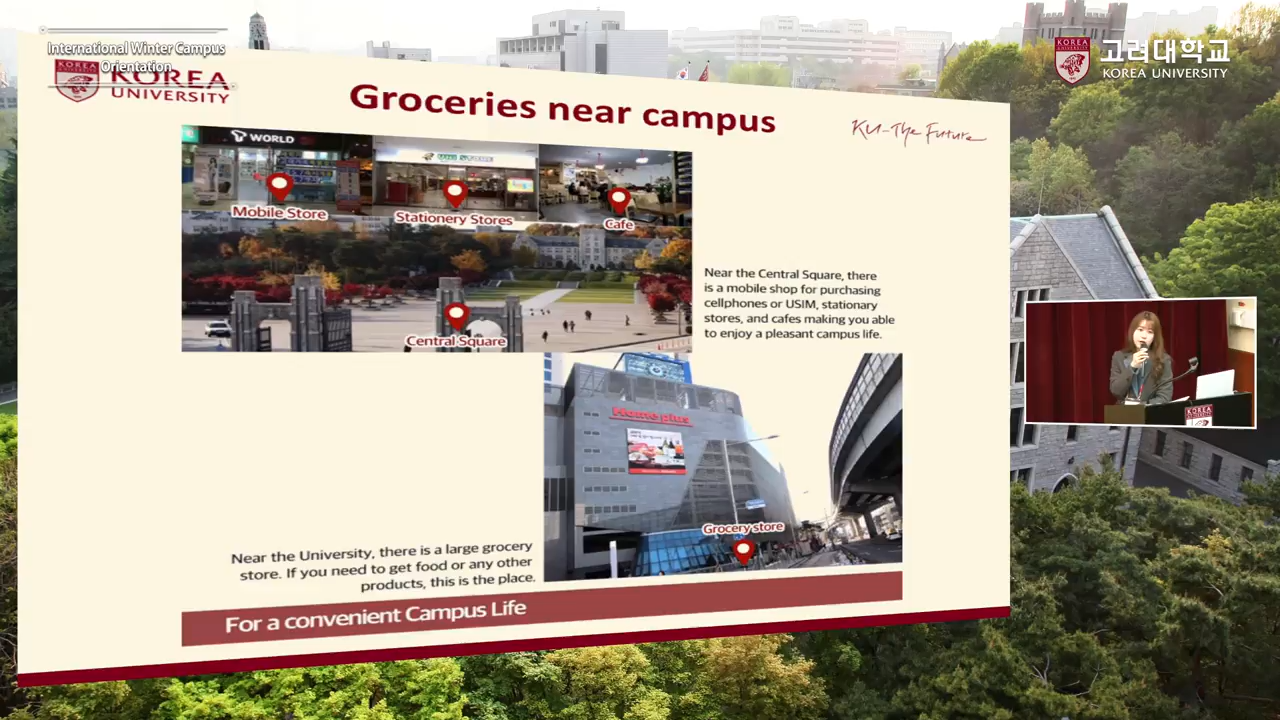 International Winter Campus
Orientation
KOREA
UNIVERSITY
KOREA
고려대학교
KOREA UNIVERSITY
Groceries near campus
KU-The Future
WORLD
Mobile Store
Stationery Stores
Cafe
Central Square
Near the Central Square, there
is a mobile shop for purchasing
cellphones or USIM, stationary
stores, and cafes making you able
to enjoy a pleasant campus life.
Home plus
Grocery store
Near the University, there is a large grocery
store. If you need to get food or any other
products, this is the place.
For a convenient Campus Life
KOREA